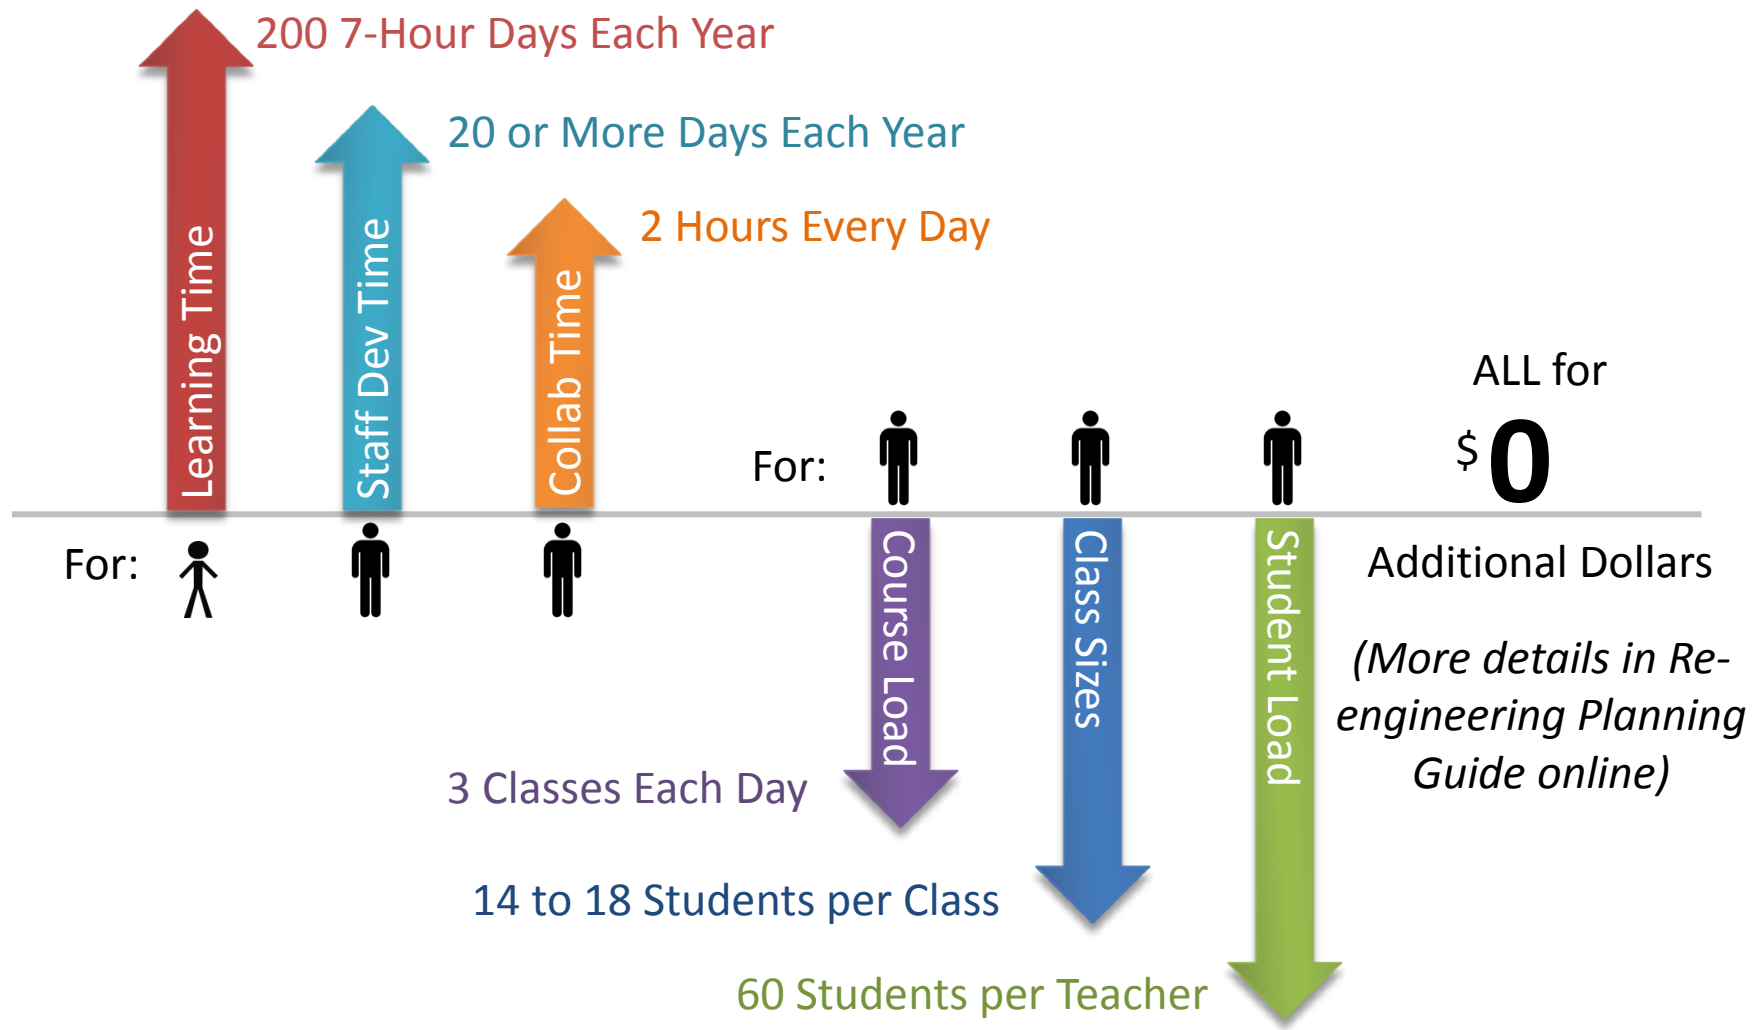 200 7-Hour Days Each Year
20 or More Days Each Year
2 Hours Every Day
Learning Time
Staff Dev Time
Collab Time
For:
For:
ALL for
$0
Additional Dollars
(More details in Re-
engineering Planning
Guide online)
Course Load
Class Sizes
Student Load
3 Classes Each Day
14 to 18 Students per Class
60 Students per Teacher